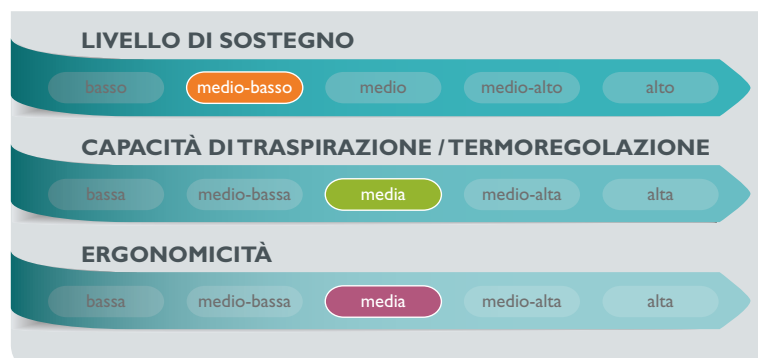 LIVELLO DI SOSTEGNO
basso medio-basso medio medio-alto alto
CAPACITÀ DI TRASPIRAZIONE / TERMOREGOLAZIONE
bassa medio-bassa media medio-alta alta
ERGONOMICITÀ
bassa medio-bassa media medio-alta alta